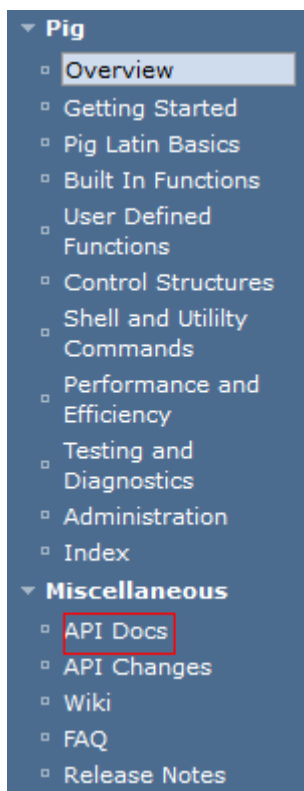 Pig
Overview
Getting Started
Pig Latin Basics
Built In Functions
User Defined
Functions
Control Structures
Shell and Utililty
Commands
Performance and
Efficiency
Testing and
Diagnostics
Administration
Index
Miscellaneous
API Docs
API Changes
Wiki
FAQ
Release Notes